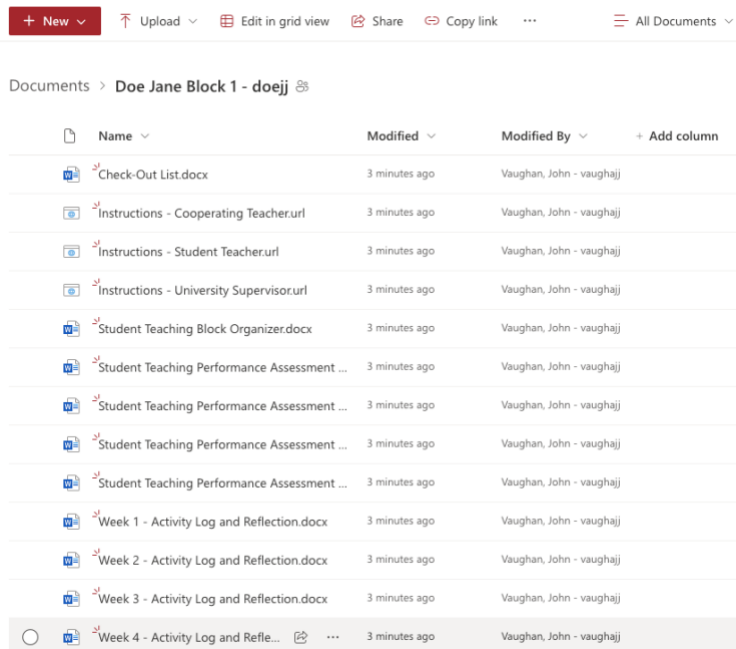 + New Upload Edit in grid view Share Copy link ... All Documents
Documents > Doe Jane Block 1 - doejj
Name Modified Modified By + Add column
Check-Out List.docx 3 minutes ago Vaughan, John - vaughajj
Instructions - Cooperating Teacher.url 3 minutes ago Vaughan, John - vaughajj
Instructions - Student Teacher.url 3 minutes ago Vaughan, John - vaughajj
Instructions - University Supervisor.url 3 minutes ago Vaughan, John - vaughajj
Student Teaching Block Organizer.docx 3 minutes ago Vaughan, John - vaughajj
Student Teaching Performance Assessment ... 3 minutes ago Vaughan, John - vaughajj
Student Teaching Performance Assessment ... 3 minutes ago Vaughan, John - vaughajj
Student Teaching Performance Assessment ... 3 minutes ago Vaughan, John - vaughajj
Student Teaching Performance Assessment ... 3 minutes ago Vaughan, John - vaughajj
Week 1 - Activity Log and Reflection.docx 3 minutes ago Vaughan, John - vaughajj
Week 2 - Activity Log and Reflection.docx 3 minutes ago Vaughan, John - vaughajj
Week 3 - Activity Log and Reflection.docx 3 minutes ago Vaughan, John - vaughajj
Week 4 - Activity Log and Refle... ... 3 minutes ago Vaughan, John - vaughajj